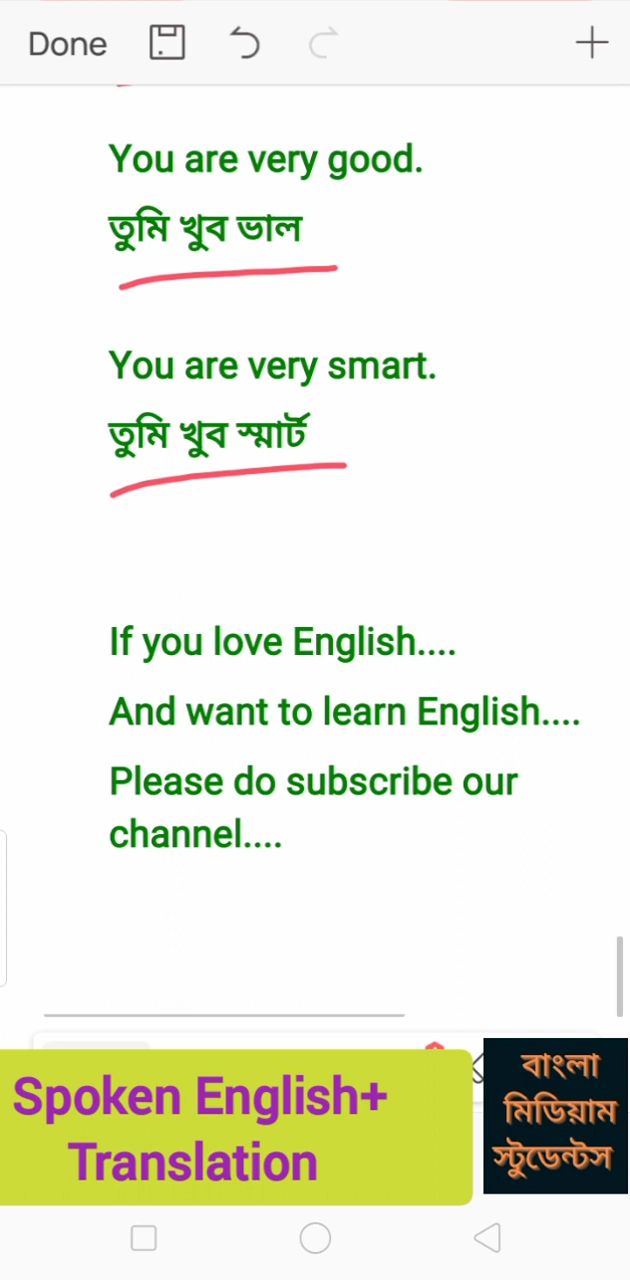 Done
You are very good.
তুমি খুব ভাল
You are very smart.
তুমি খুব স্মার্ট
If you love English....
And want to learn English....
Please do subscribe our
channel....
Spoken English+
Translation
বাংলা
মিডিয়াম
স্টুডেন্টস